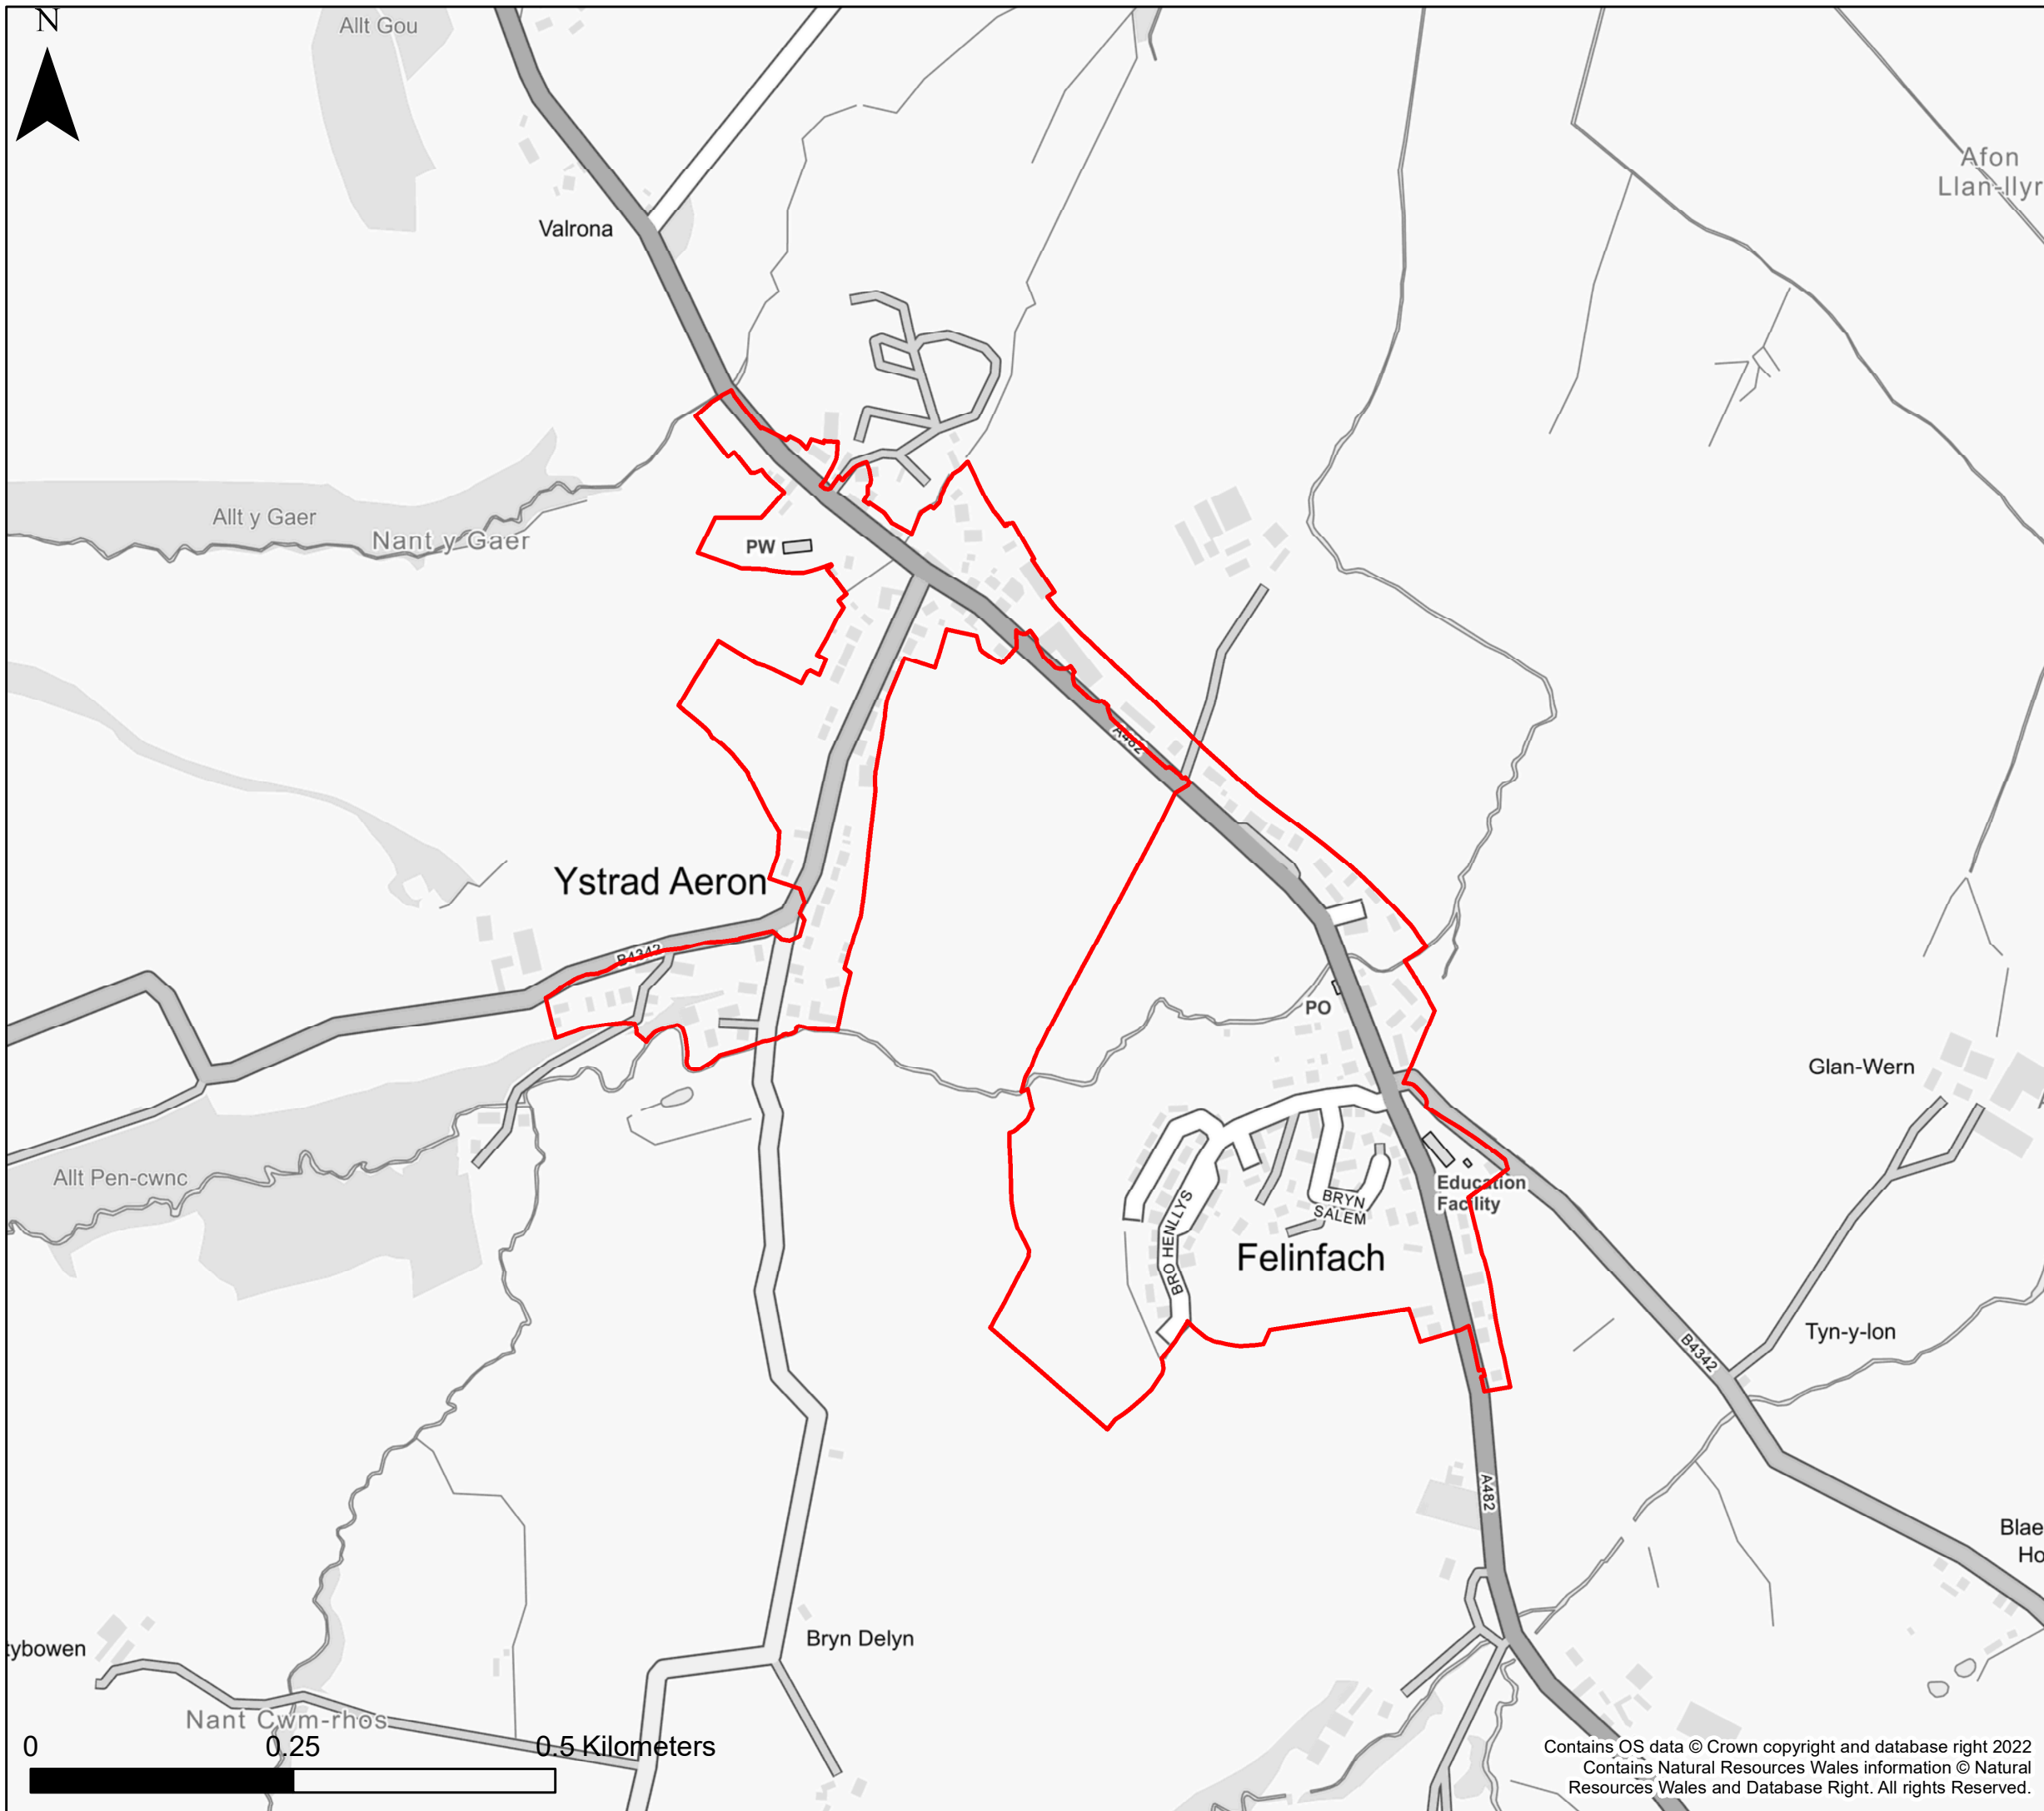 N
Allt Gou
Afon
Llan-llyr
Valrona
Allt y Gaer
Nant y Gaer
PW
A482
Ystrad Aeron
B4342
PO
Glan-Wern
Allt Pen-cwnc
Education
Facility
BRYN
SALEM
BRO HENLLYS
Felinfach
Tyn-y-lon
B4342
A482
Blae
Ho
Bryn Delyn
tybowen
Nant Cwm-rhos
0
0.25
0.5 Kilometers
Contains OS data © Crown copyright and database right 2022
Contains Natural Resources Wales information © Natural
Resources Wales and Database Right. All rights Reserved.